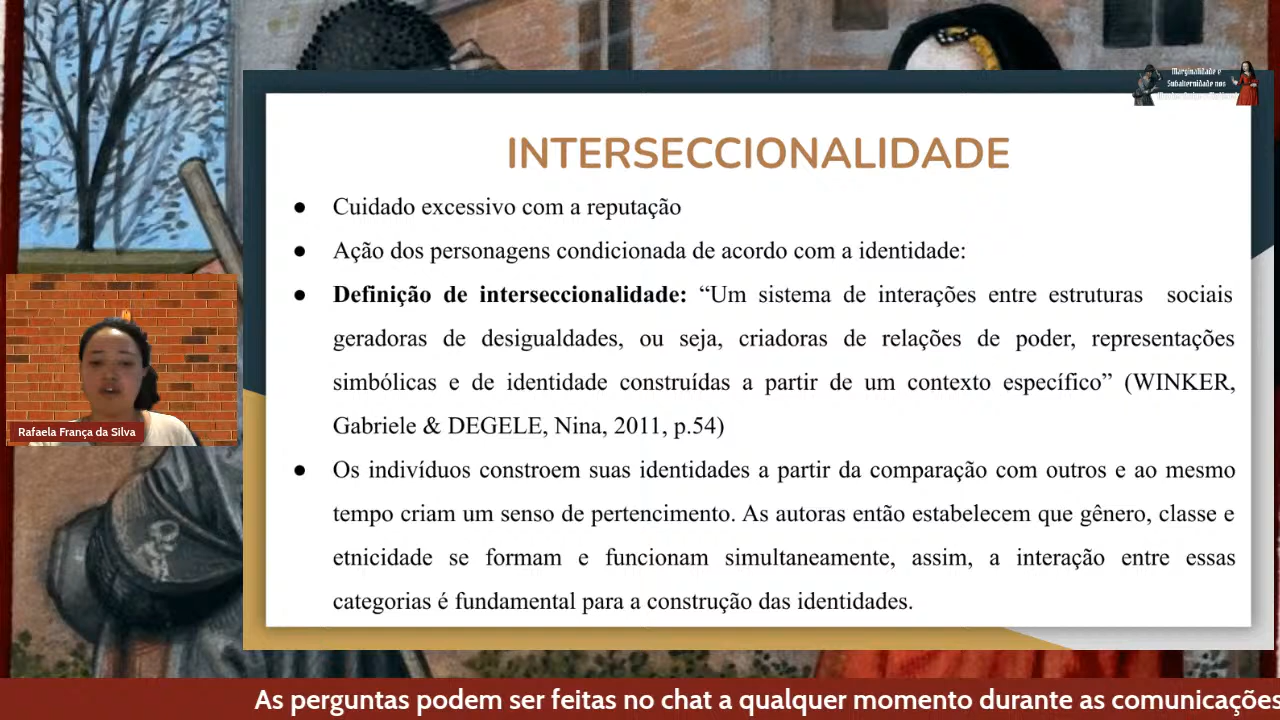 Marginalidade e
Subalternidade nos
INTERSECCIONALIDADE
● Cuidado excessivo com a reputação
● Ação dos personagens condicionada de acordo com a identidade:
● Definição de interseccionalidade: “Um sistema de interações entre estruturas sociais
geradoras de desigualdades, ou seja, criadoras de relações de poder, representações
simbólicas e de identidade construídas a partir de um contexto específico” (WINKER,
Gabriele & DEGELE, Nina, 2011, p.54)
● Os indivíduos constroem suas identidades a partir da comparação com outros e ao mesmo
tempo criam um senso de pertencimento. As autoras então estabelecem que gênero, classe e
etnicidade se formam e funcionam simultaneamente, assim, a interação entre essas
categorias é fundamental para a construção das identidades.
Rafaela França da Silva
As perguntas podem ser feitas no chat a qualquer momento durante as comunicações